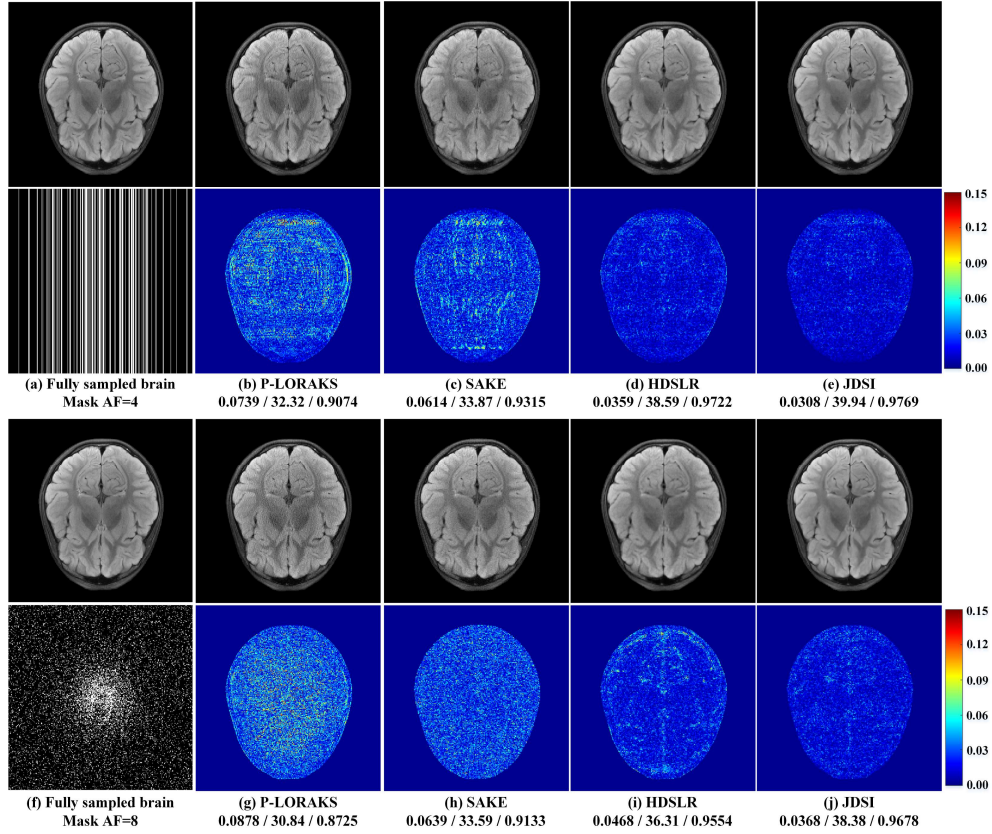 0.15
0.12
0.09
0.06
0.03
0.00
(a) Fully sampled brain
Mask AF=4
(b) P-LORAKS
0.0739 / 32.32 / 0.9074
(c) SAKE
0.0614 / 33.87 / 0.9315
(d) HDSLR
0.0359 / 38.59 / 0.9722
(e) JDSI
0.0308 / 39.94 / 0.9769
0.15
0.12
0.09
0.06
0.03
0.00
(f) Fully sampled brain
Mask AF=8
(g) P-LORAKS
0.0878 / 30.84 / 0.8725
(h) SAKE
0.0639 / 33.59 / 0.9133
(i) HDSLR
0.0468 / 36.31 / 0.9554
(j) JDSI
0.0368 / 38.38 / 0.9678